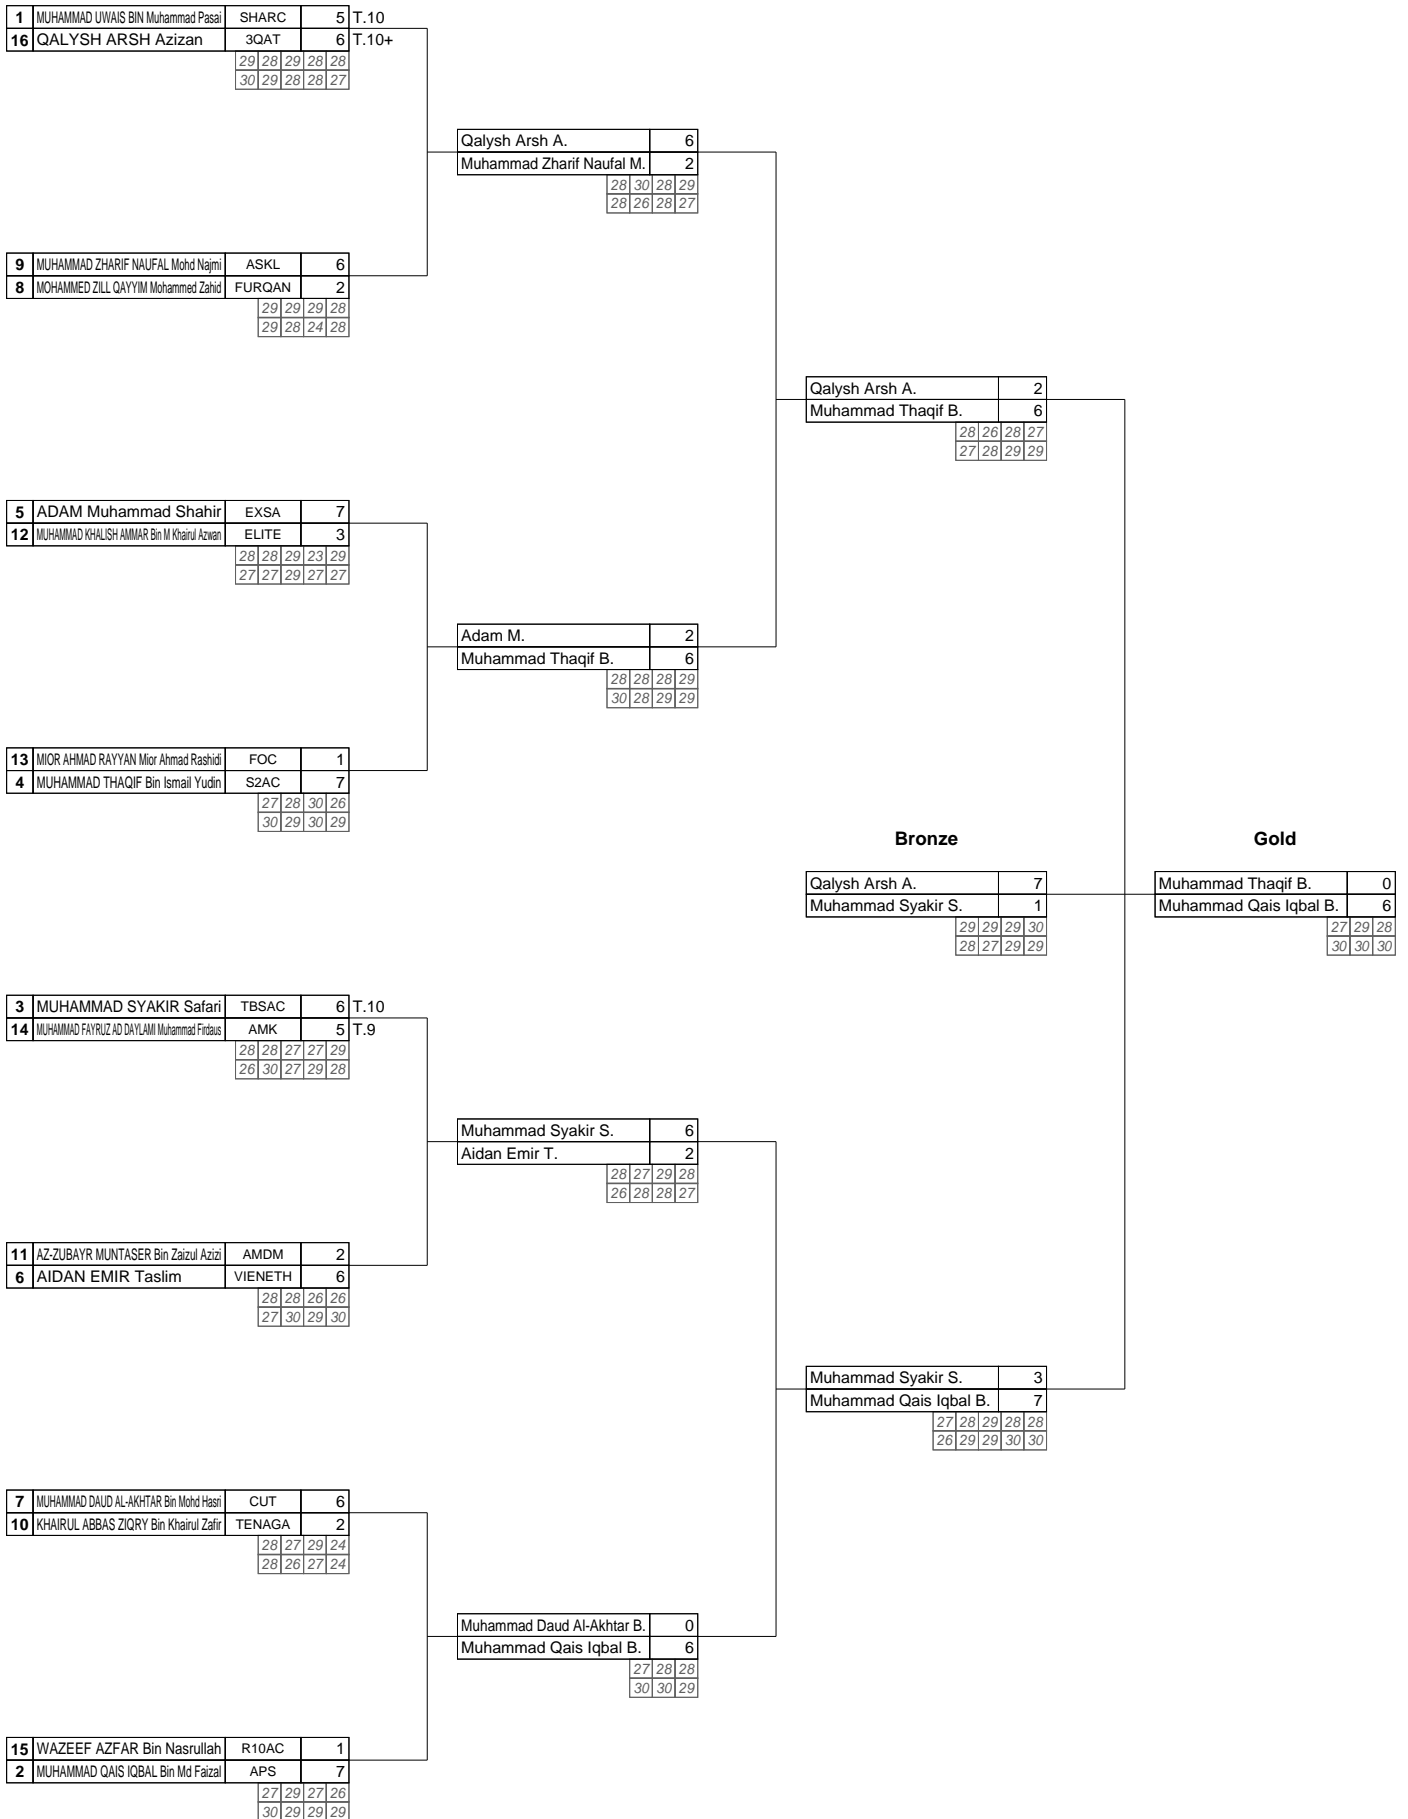 1 MUHAMMAD UWAIS BIN Muhammad Pasai SHARC 5 T.10
16 QALYSH ARSH Azizan 3QAT 6 T.10+
29 28 29 28 28
30 29 28 28 27
Qalysh Arsh A. 6
Muhammad Zharif Naufal M. 2
28 30 28 29
28 26 28 27
9 MUHAMMAD ZHARIF NAUFAL Mohd Najmi ASKL 6
8 MOHAMMED ZILL QAYYIM Mohammed Zahid FURQAN 2
29 29 29 28
29 28 24 28
Qalysh Arsh A. 2
Muhammad Thaqif B. 6
28 26 28 27
27 28 29 29
5 ADAM Muhammad Shahir EXSA 7
12 MUHAMMAD KHALISH AMMAR Bin M Khairul Azwan ELITE 3
28 28 29 23 29
27 27 29 27 27
Adam M. 2
Muhammad Thaqif B. 6
28 28 28 29
30 28 29 29
13 MIOR AHMAD RAYYAN Mior Ahmad Rashidi FOC 1
4 MUHAMMAD THAQIF Bin Ismail Yudin S2AC 7
27 28 30 26
30 29 30 29
Bronze Gold
Qalysh Arsh A. 7 Muhammad Thaqif B. 0
Muhammad Syakir S. 1 Muhammad Qais Iqbal B. 6
29 29 29 30 27 29 28
28 27 29 29 30 30 30
3 MUHAMMAD SYAKIR Safari TBSAC 6 T.10
14 MUHAMMAD FAYRUZ AD DAYLAMI Muhammad Firdaus AMK 5 T.9
28 28 27 27 29
26 30 27 29 28
Muhammad Syakir S. 6
Aidan Emir T. 2
28 27 29 28
26 28 28 27
11 AZ-ZUBAYR MUNTASER Bin Zaizul Azizi AMDM 2
6 AIDAN EMIR Taslim VIENETH 6
28 28 26 26
27 30 29 30
Muhammad Syakir S. 3
Muhammad Qais Iqbal B. 7
27 28 29 28 28
26 29 29 30 30
7 MUHAMMAD DAUD AL-AKHTAR Bin Mohd Hasri CUT 6
10 KHAIRUL ABBAS ZIQRY Bin Khairul Zafir TENAGA 2
28 27 29 24
28 26 27 24
Muhammad Daud Al-Akhtar B. 0
Muhammad Qais Iqbal B. 6
27 28 28
30 30 29
15 WAZEEF AZFAR Bin Nasrullah R10AC 1
2 MUHAMMAD QAIS IQBAL Bin Md Faizal APS 7
27 29 27 26
30 29 29 29